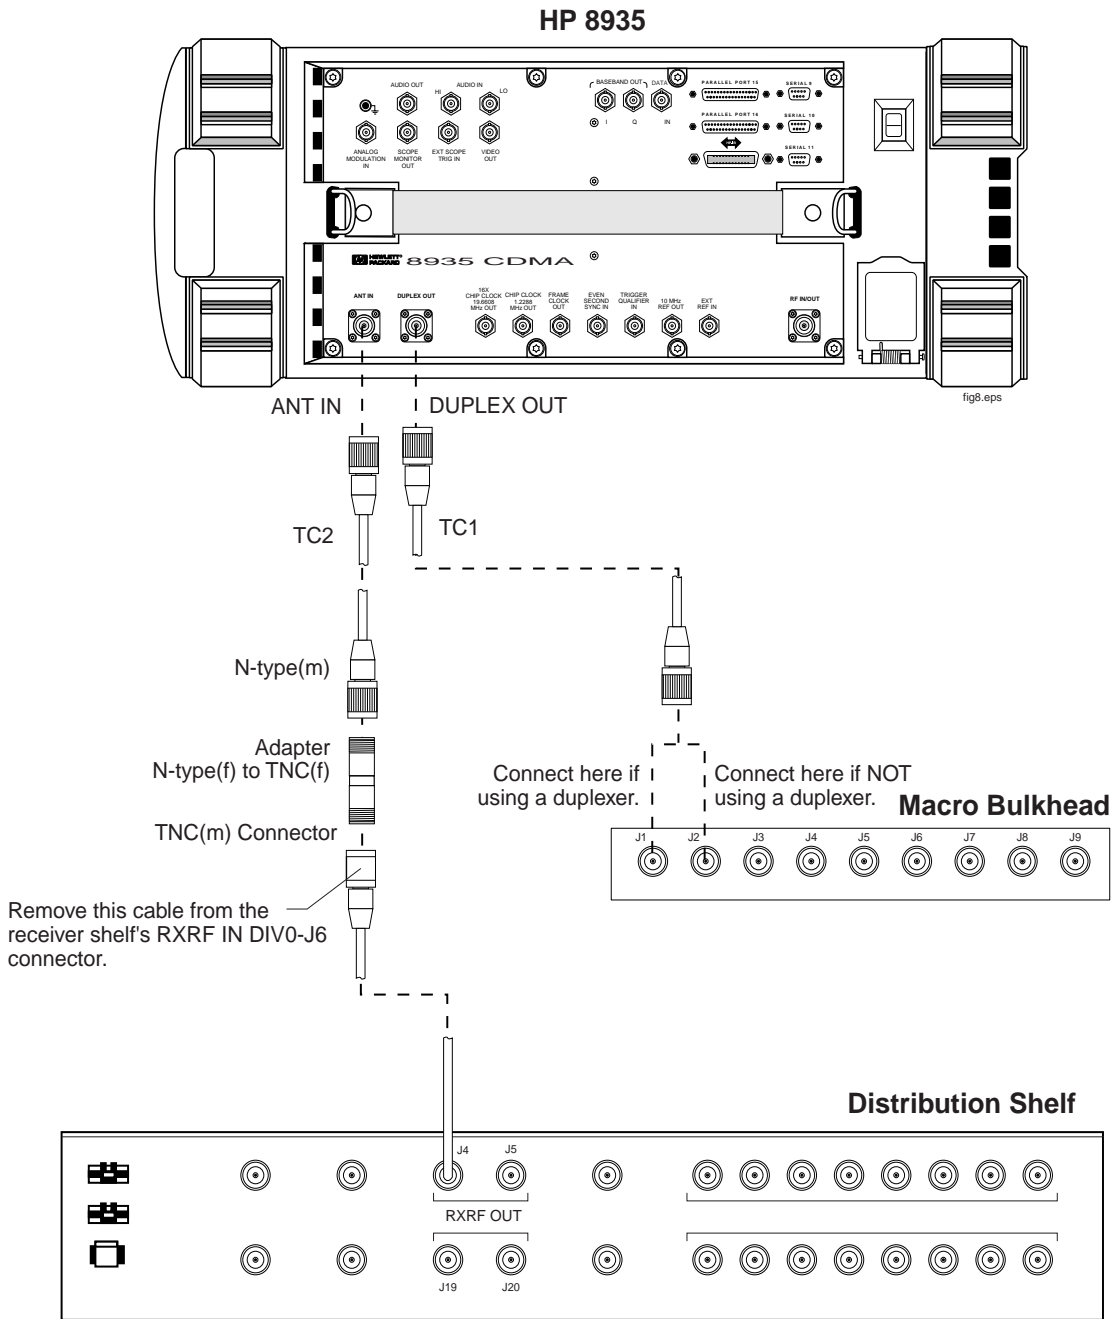 HP 8935
AUDIO OUT
AUDIO IN
HI
LO
BASEBAND OUT
DATA
I
Q
IN
PARALLEL PORT 15
SERIAL 9
PARALLEL PORT 16
SERIAL 10
SERIAL 11
ANALOG
MODULATION
IN
SCOPE
MONITOR
OUT
EXT SCOPE
TRIG IN
VIDEO
OUT
HEWLETT
PACKARD
8935 CDMA
ANT IN
DUPLEX OUT
16X
CHIP CLOCK
19.6608
MHz OUT
CHIP CLOCK
1.2288
MHz OUT
FRAME
CLOCK
OUT
EVEN
SECOND
SYNC IN
TRIGGER
QUALIFIER
IN
10 MHz
REF OUT
EXT
REF IN
RF IN/OUT
fig8.eps
ANT IN
DUPLEX OUT
TC2
TC1
N-type(m)
Adapter
N-type(f) to TNC(f)
TNC(m) Connector
Remove this cable from the
receiver shelf's RXRF IN DIV0-J6
connector.
Connect here if
using a duplexer.
Connect here if NOT
using a duplexer.
Macro Bulkhead
J1
J2
J3
J4
J5
J6
J7
J8
J9
Distribution Shelf
J4
J5
RXRF OUT
J19
J20